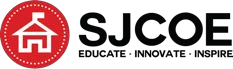 SJCOE
EDUCATE · INNOVATE · INSPIRE